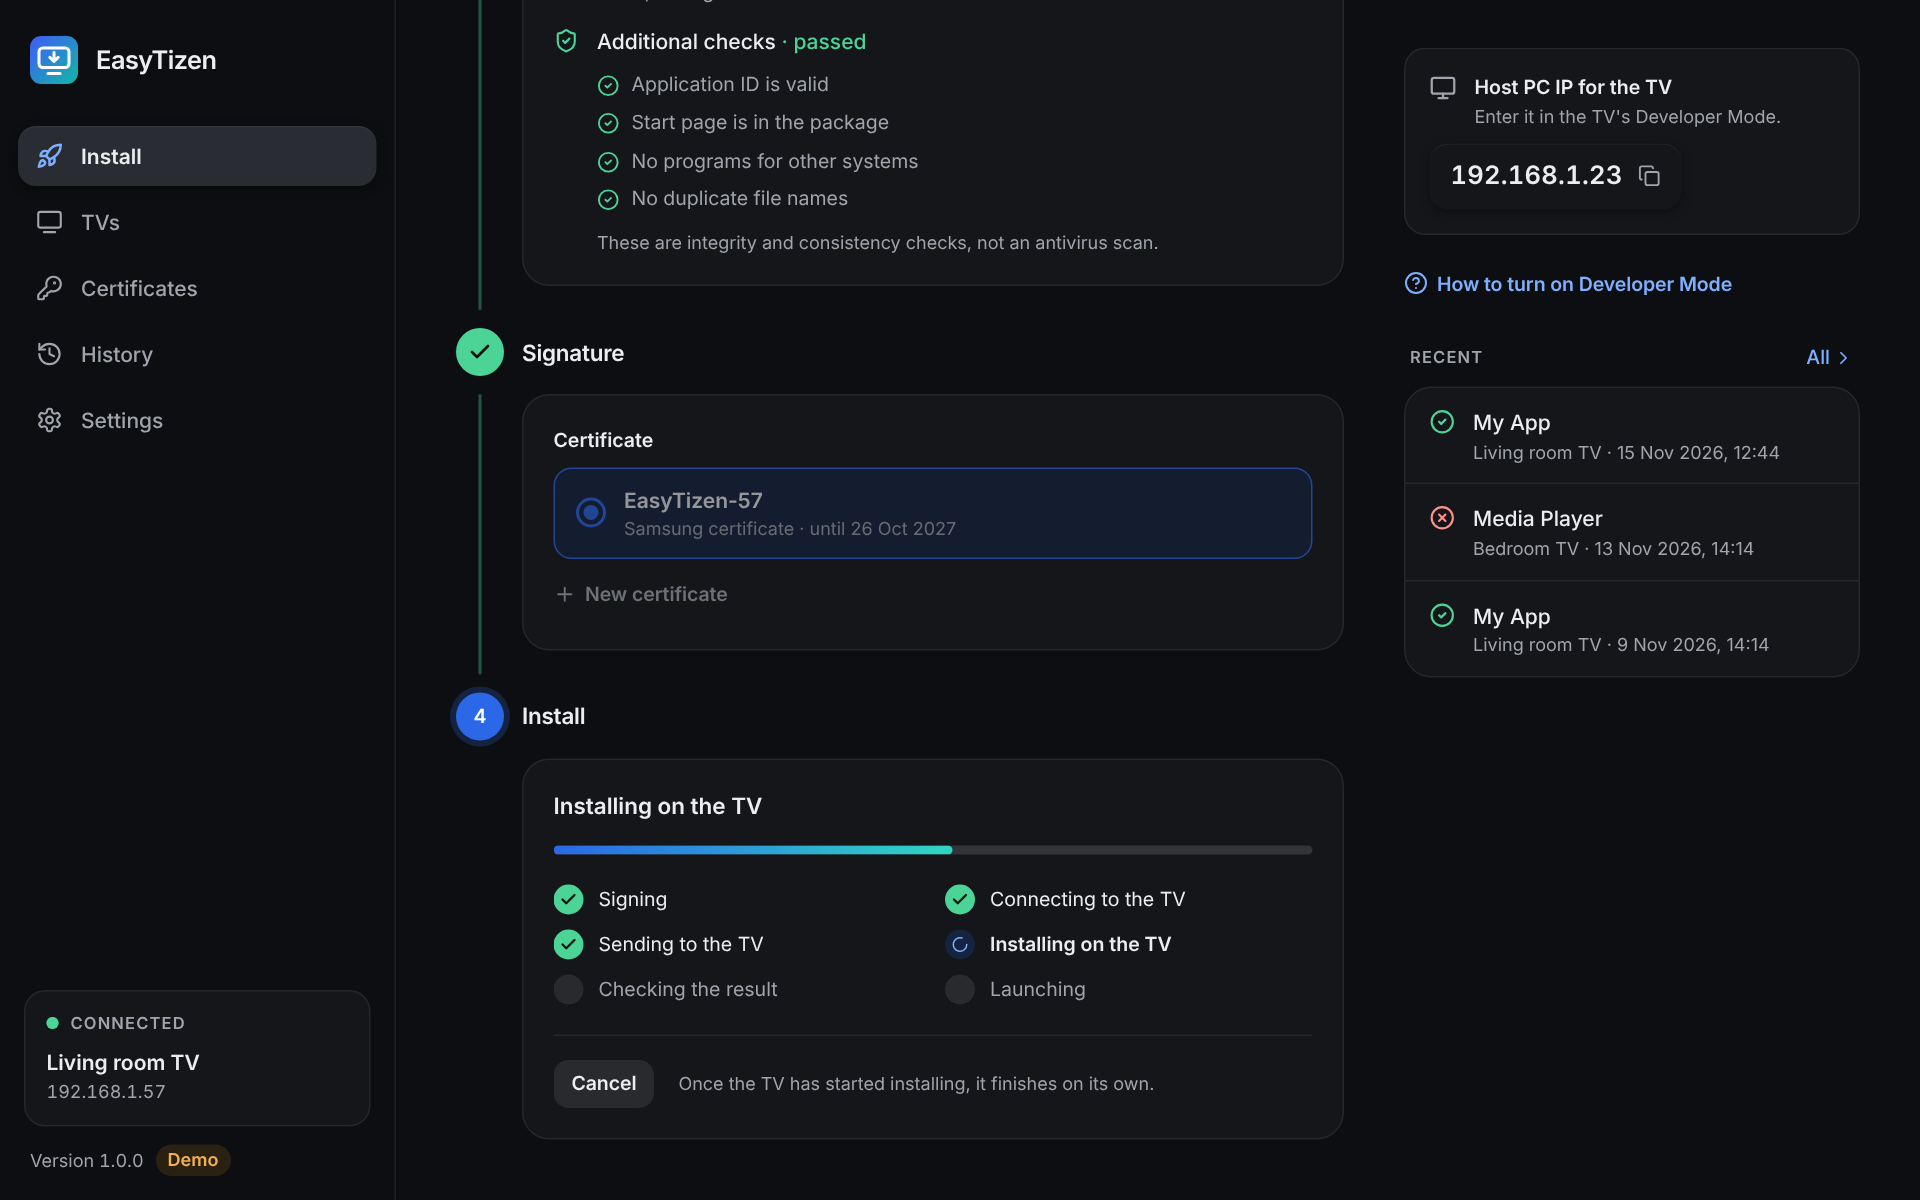 EasyTizen
Install
TVs
Certificates
History
Settings
CONNECTED
Living room TV
192.168.1.57
Version 1.0.0 Demo
Additional checks · passed
Application ID is valid
Start page is in the package
No programs for other systems
No duplicate file names
These are integrity and consistency checks, not an antivirus scan.
Signature
Certificate
EasyTizen-57
Samsung certificate · until 26 Oct 2027
New certificate
4 Install
Installing on the TV
Signing
Connecting to the TV
Sending to the TV
Installing on the TV
Checking the result
Launching
Cancel Once the TV has started installing, it finishes on its own.
Host PC IP for the TV
Enter it in the TV's Developer Mode.
192.168.1.23
How to turn on Developer Mode
RECENT All
My App
Living room TV · 15 Nov 2026, 12:44
Media Player
Bedroom TV · 13 Nov 2026, 14:14
My App
Living room TV · 9 Nov 2026, 14:14